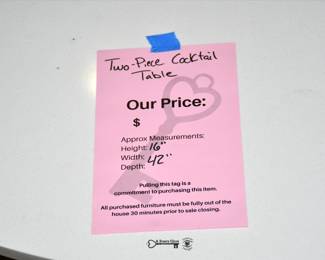 Two-Piece Cocktail
Table
Our Price:
$
Approx Measurements:
Height: 16"
Width: 42"
Depth:
Pulling this tag is a
commitment to purchasing this item.
All purchased furniture must be fully out of the
house 30 minutes prior to sale closing.